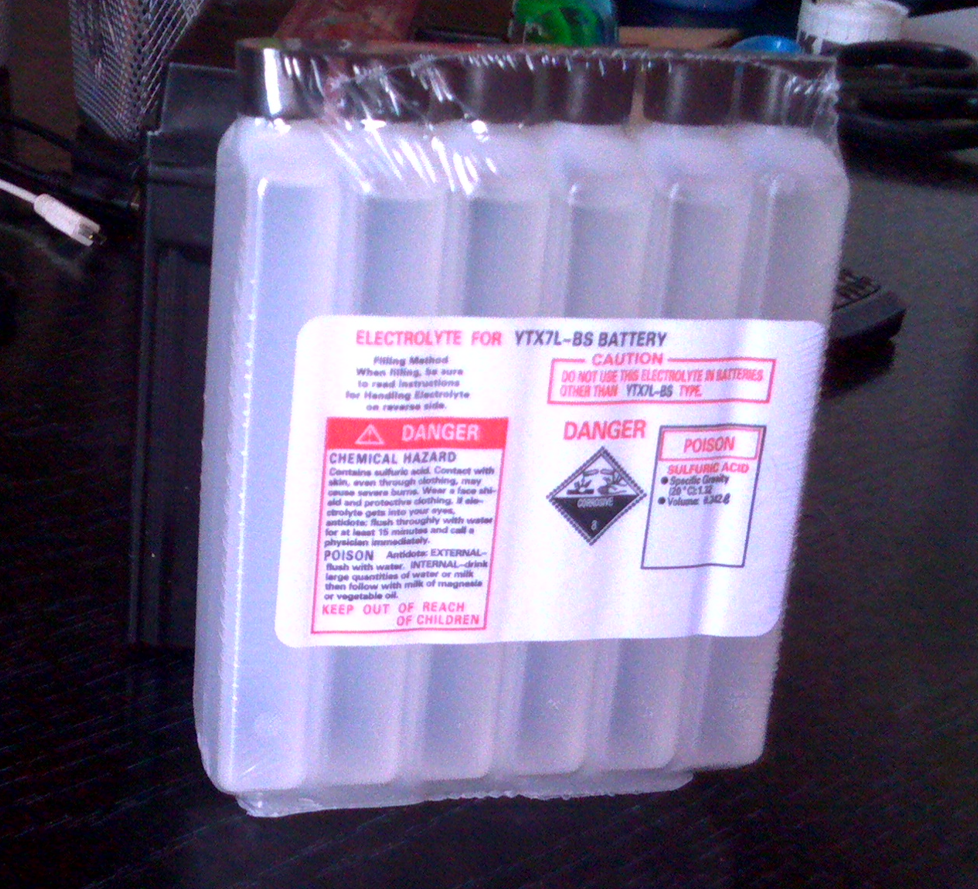 ELECTROLYTE FOR YTX7L-BS BATTERY
Filling Method
When filling, be sure
to read instructions
for Handling Electrolyte
on reverse side.
CAUTION
DO NOT USE THIS ELECTROLYTE IN BATTERIES
OTHER THAN YTX7L-BS TYPE.
DANGER
CHEMICAL HAZARD
Contains sulfuric acid. Contact with
skin, even through clothing, may
cause severe burns. Wear a face shi-
eld and protective clothing. If ele-
ctrolyte gets into your eyes,
antidote: flush throughly with water
for at least 15 minutes and call a
physician immediately.
POISON Antidote: EXTERNAL-
flush with water. INTERNAL-drink
large quantities of water or milk
then follow with milk of magnesia
or vegetable oil.
KEEP OUT OF REACH
OF CHILDREN
DANGER
CORROSIVE
8
POISON
SULFURIC ACID
● Specific Gravity
(20°C):1.32
● Volume: